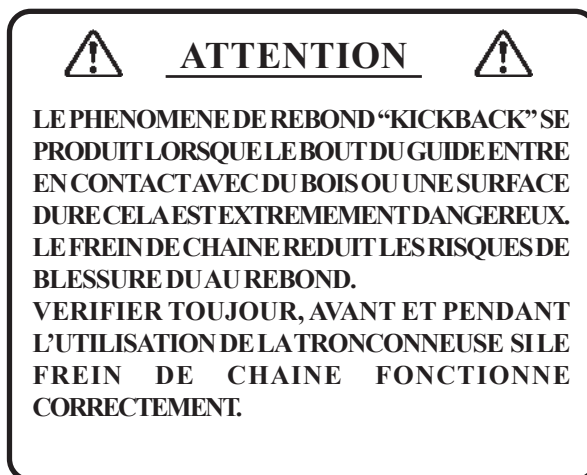 ATTENTION
LE PHENOMENE DE REBOND “KICKBACK” SE
PRODUIT LORSQUE LE BOUT DU GUIDE ENTRE
EN CONTACT AVEC DU BOIS OU UNE SURFACE
DURE CELA EST EXTREMEMENT DANGEREUX.
LE FREIN DE CHAINE REDUIT LES RISQUES DE
BLESSURE DU AU REBOND.
VERIFIER TOUJOUR, AVANT ET PENDANT
L’UTILISATION DE LA TRONCONNEUSE SI LE
FREIN DE CHAINE FONCTIONNE
CORRECTEMENT.